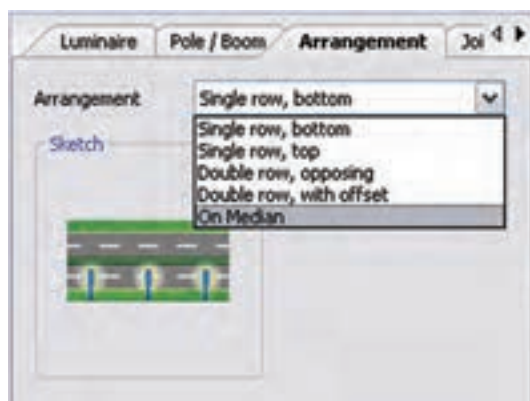 Luminaire Pole / Boom Arrangement Joi
Arrangement Single row, bottom
Single row, bottom
Single row, top
Double row, opposing
Double row, with offset
On Median
Sketch